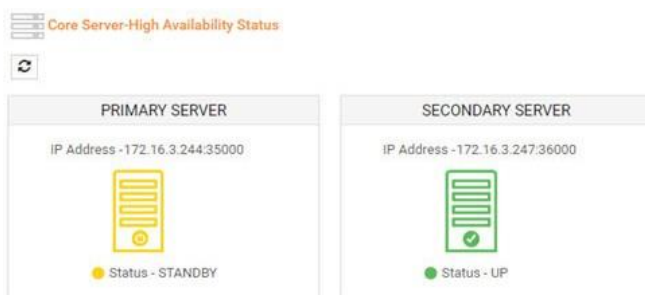 Core Server-High Availability Status
PRIMARY SERVER
IP Address -172.16.3.244:35000
Status - STANDBY
SECONDARY SERVER
IP Address -172.16.3.247:36000
Status - UP